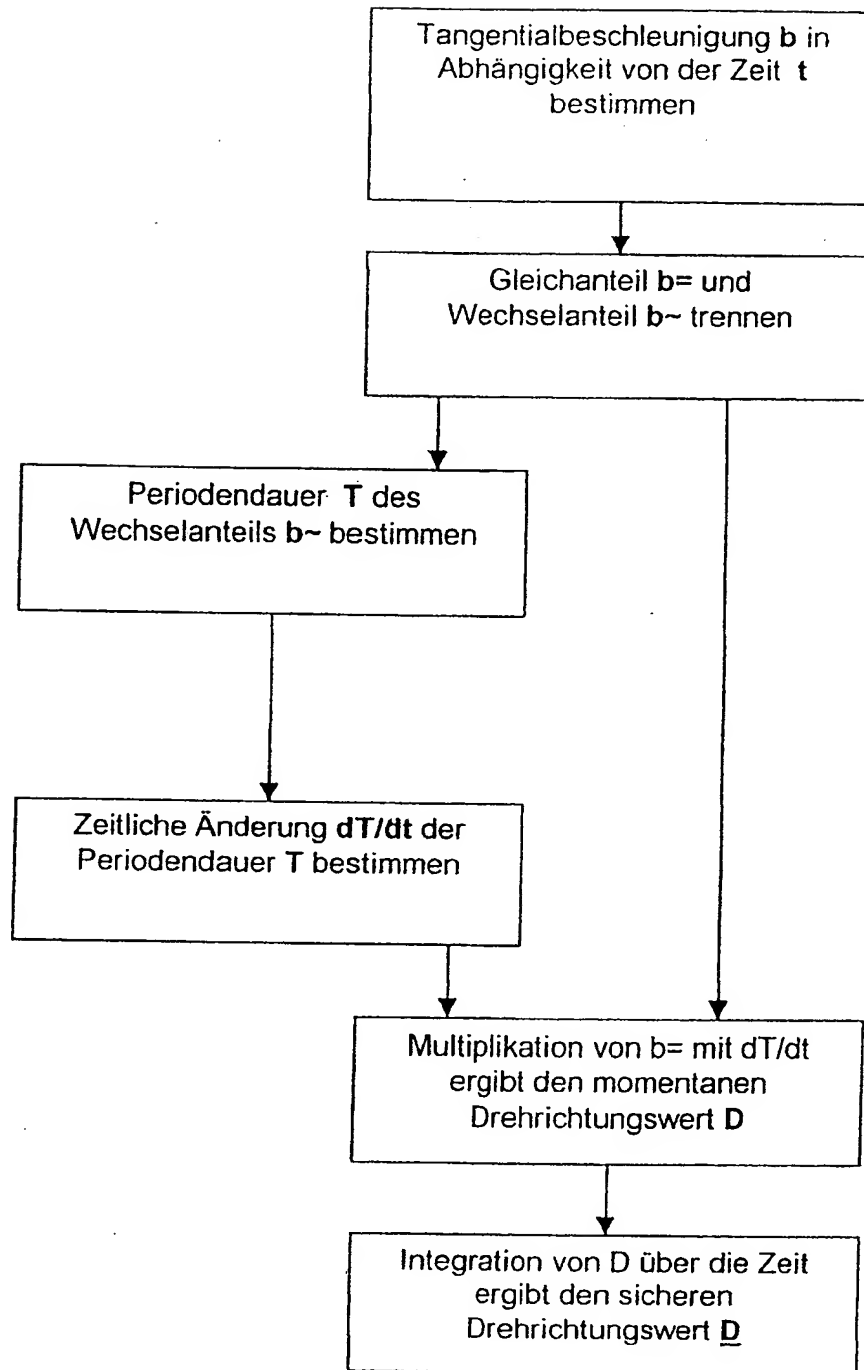 Tangentialbeschleunigung b in
Abhängigkeit von der Zeit t
bestimmen
Gleichanteil b= und
Wechselanteil b~ trennen
Periodendauer T des
Wechselanteils b~ bestimmen
Zeitliche Änderung dT/dt der
Periodendauer T bestimmen
Multiplikation von b= mit dT/dt
ergibt den momentanen
Drehrichtungswert D
Integration von D über die Zeit
ergibt den sicheren
Drehrichtungswert D